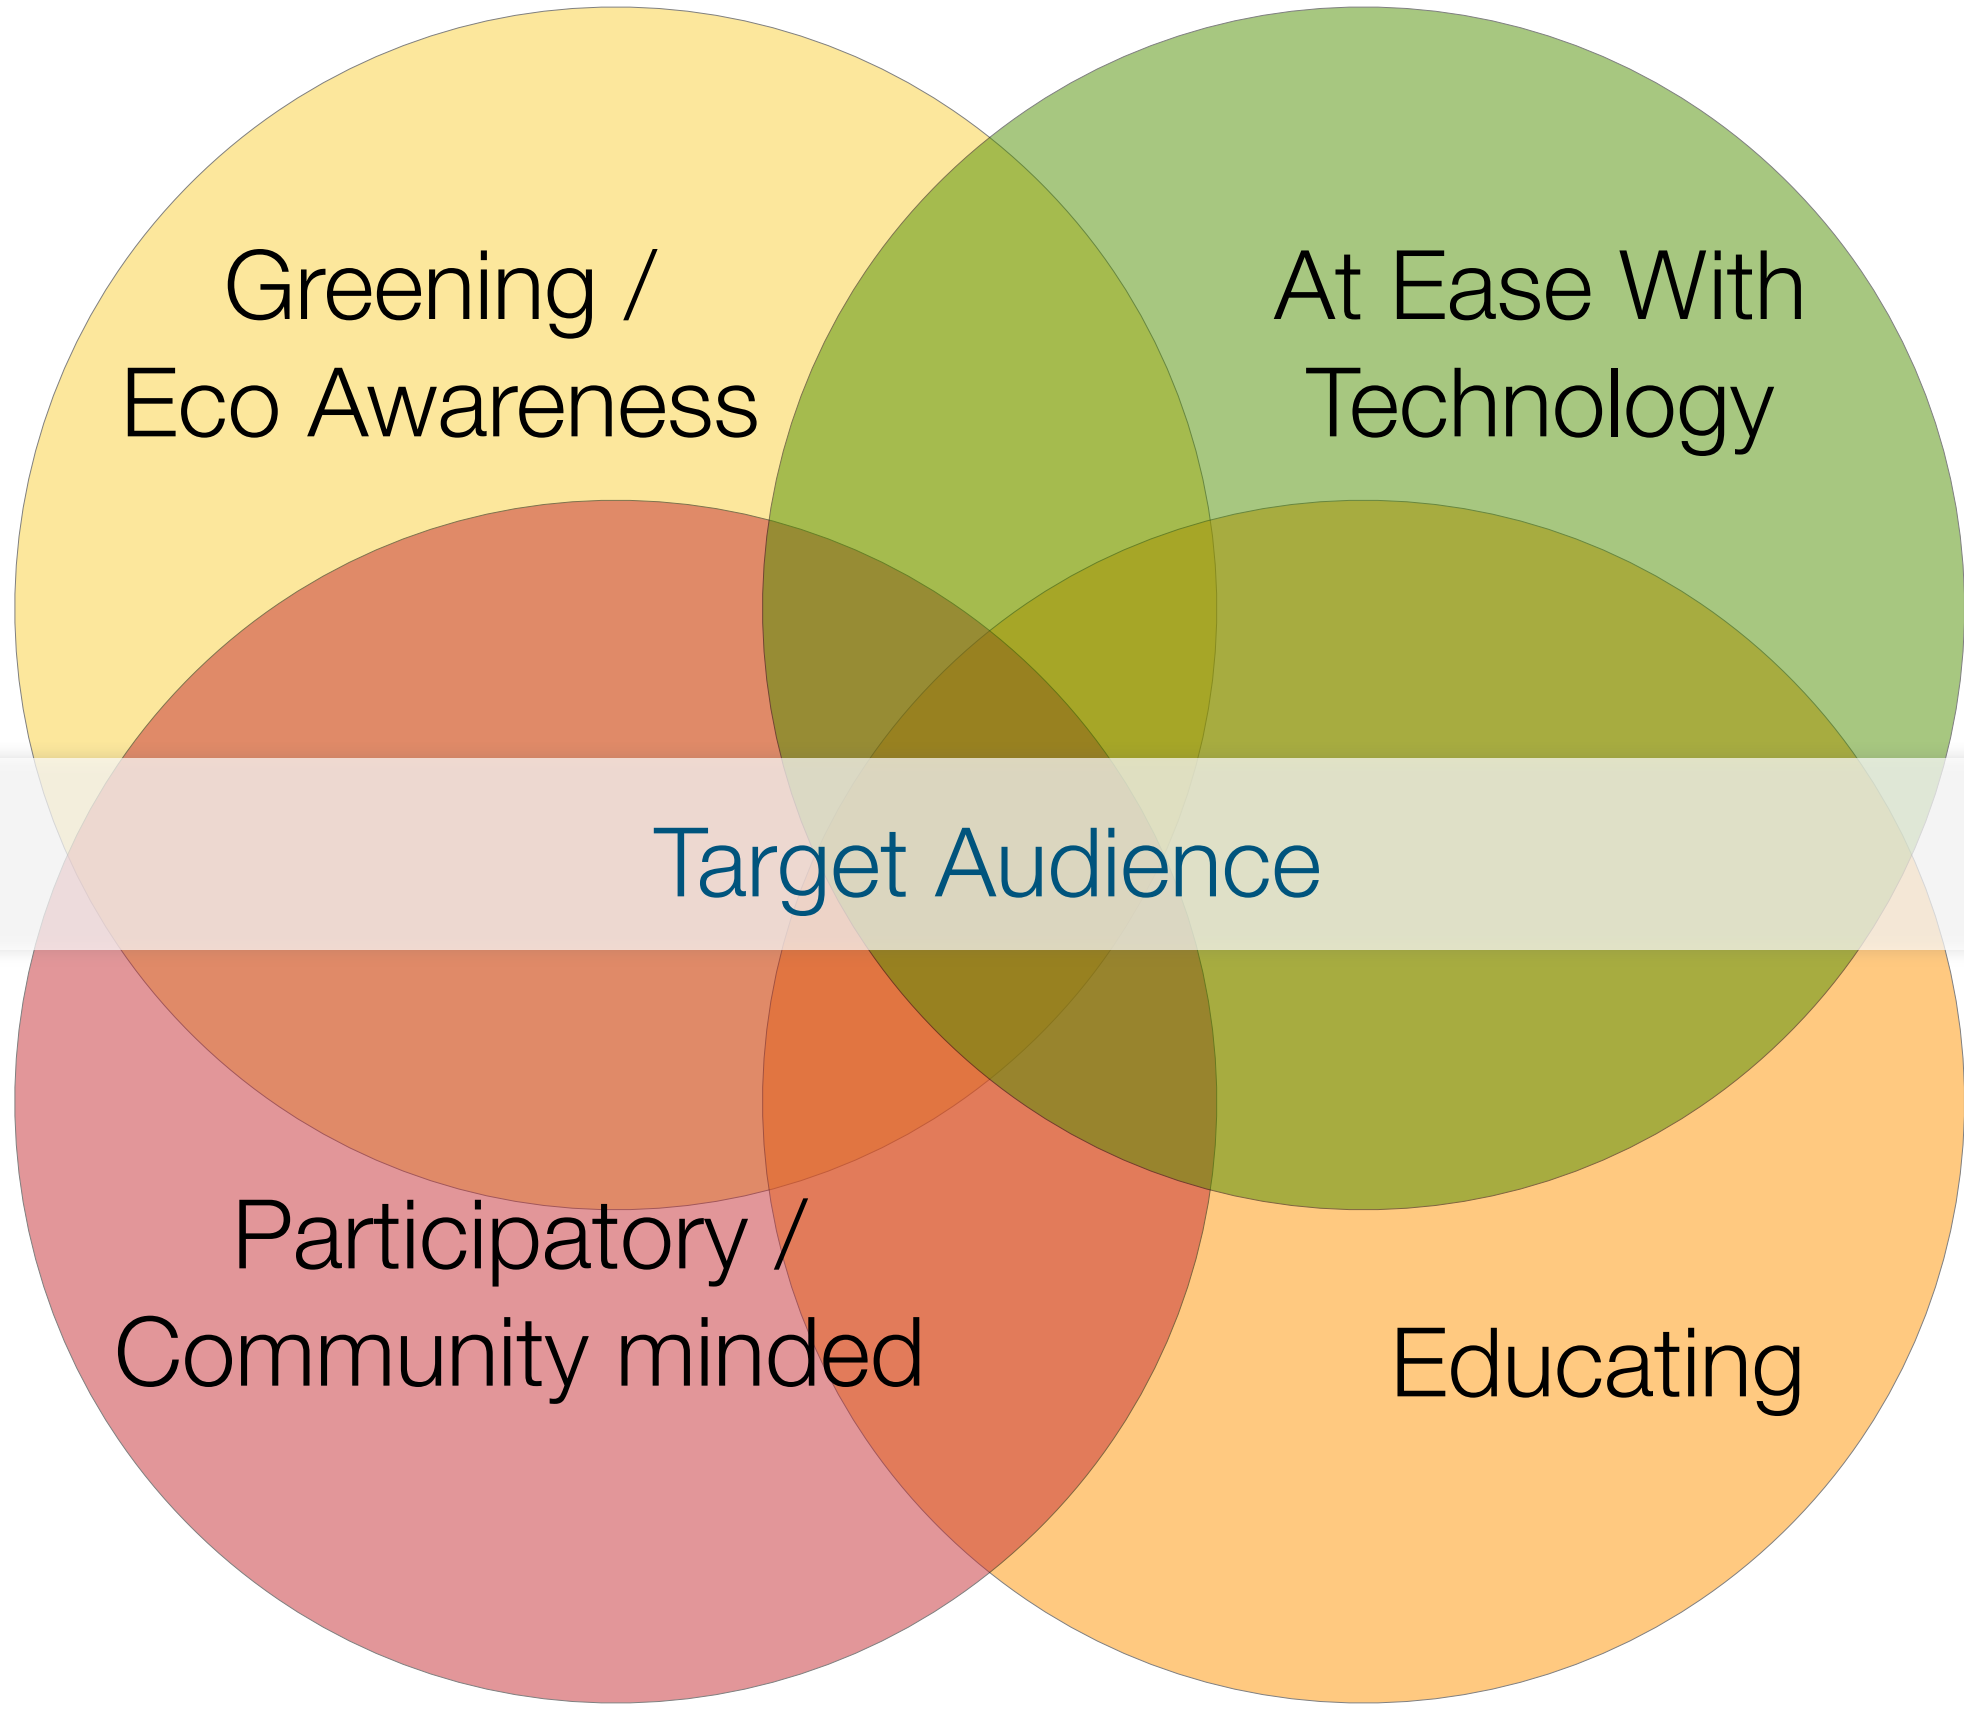 Greening /
Eco Awareness
At Ease With
Technology
Target Audience
Participatory /
Community minded
Educating